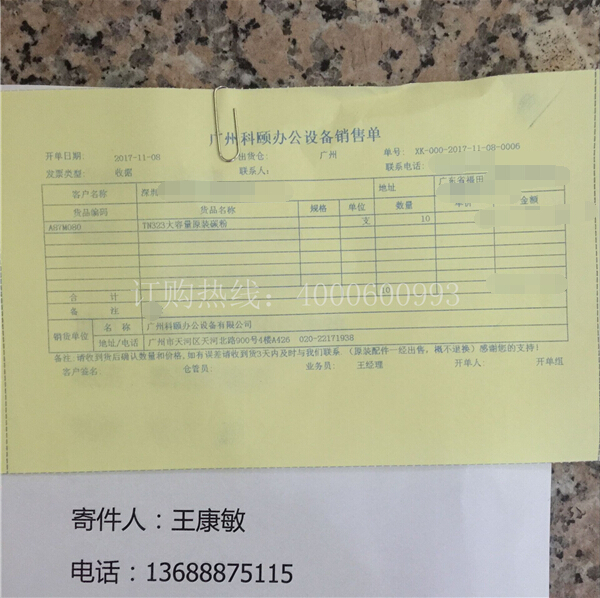 广州科颐办公设备销售单
开单日期: 2017-11-08 出货仓: 广州 单号: XK-000-2017-11-08-0006
发票类型: 收据 联系人: 联系电话:
客户名称 深圳 地址 广东省福田
货品编码 货品名称 规格 单位 数量 单价 金额
A8TM080 TN323大容量原装碳粉 支 10
合 计 10
备 注
订购热线：4000600993
销货单位 名 称 广州科颐办公设备有限公司
地址/电话 广州市天河区天河北路900号4楼A426 020-22171938
备注.请收到货后确认数量和价格,如有误差请收到货3天内及时与我们联系 (原装配件一经出售，概不退换)感谢您的支持!
客户签名: 仓管员: 业务员: 王经理 开单人: 开单组
寄件人：王康敏
电话：13688875115